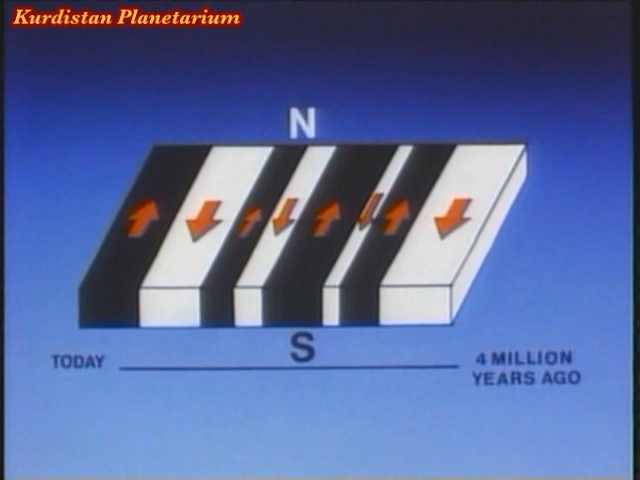 Kurdistan Planetarium
N
S
TODAY
4 MILLION
YEARS AGO